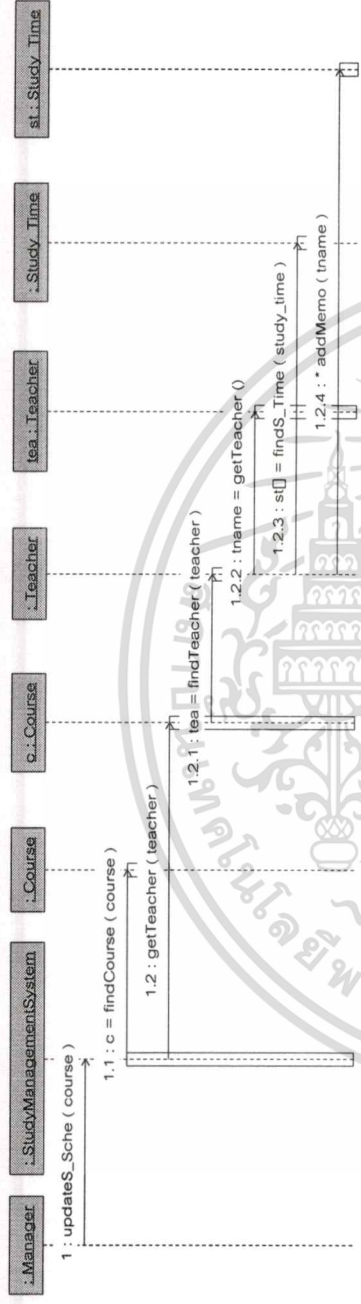 : Manager
: StudyManagementSystem
: Course
c : Course
: Teacher
tea : Teacher
: Study_Time
st : Study_Time
1 : updateS_Sche ( course )
1.1 : c = findCourse ( course )
1.2 : getTeacher ( teacher )
1.2.1 : tea = findTeacher ( teacher )
1.2.2 : tname = getTeacher ()
1.2.3 : st[] = findS_Time ( study_time )
1.2.4 : * addMemo ( tname )